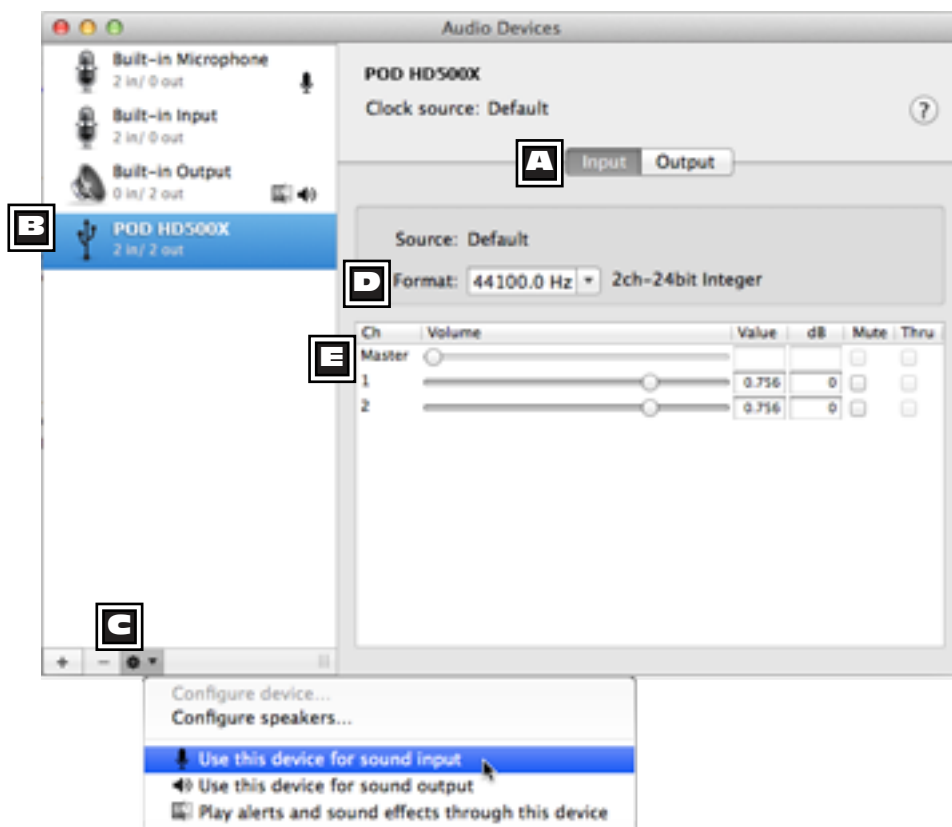 Audio Devices
Built-in Microphone
2 in/ 0 out
Built-in Input
2 in/ 0 out
Built-in Output
0 in/ 2 out
B
POD HD500X
2 in/ 2 out
POD HD500X
Clock source: Default
?
A
Input Output
Source: Default
D
Format: 44100.0 Hz 2ch-24bit Integer
Ch Volume Value dB Mute Thru
E
Master
1 0.756 0
2 0.756 0
C
+ −
Configure device...
Configure speakers...
Use this device for sound input
Use this device for sound output
Play alerts and sound effects through this device